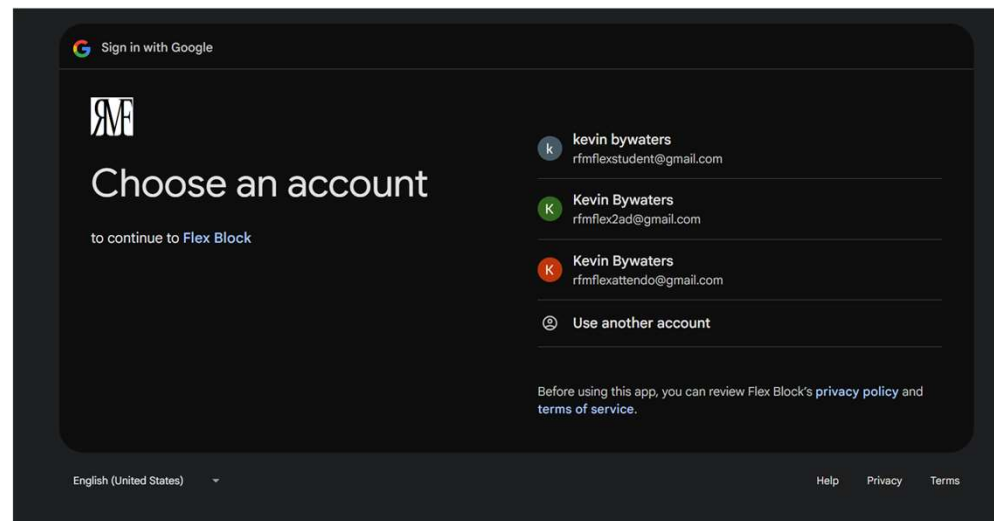 Sign in with Google
RMF
Choose an account
to continue to Flex Block
kevin bywaters
k
rfmflexstudent@gmail.com
Kevin Bywaters
K
rfmflex2ad@gmail.com
Kevin Bywaters
K
rfmflexattendo@gmail.com
Use another account
Before using this app, you can review Flex Block's privacy policy and
terms of service.
English (United States)
Help Privacy Terms